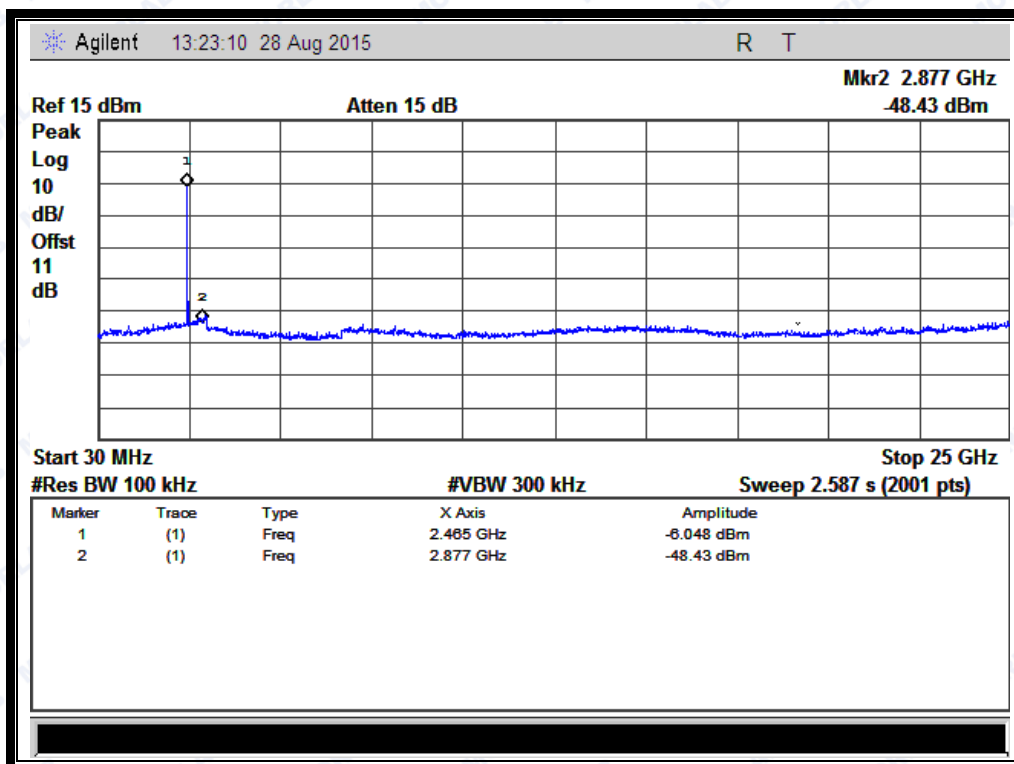 Agilent 13:23:10 28 Aug 2015 R T
Mkr2 2.877 GHz
Ref 15 dBm Atten 15 dB -48.43 dBm
Peak
Log
10
dB/
Offst
11
dB
1
2
Start 30 MHz Stop 25 GHz
#Res BW 100 kHz #VBW 300 kHz Sweep 2.587 s (2001 pts)
Marker Trace Type X Axis Amplitude
1 (1) Freq 2.465 GHz -6.048 dBm
2 (1) Freq 2.877 GHz -48.43 dBm